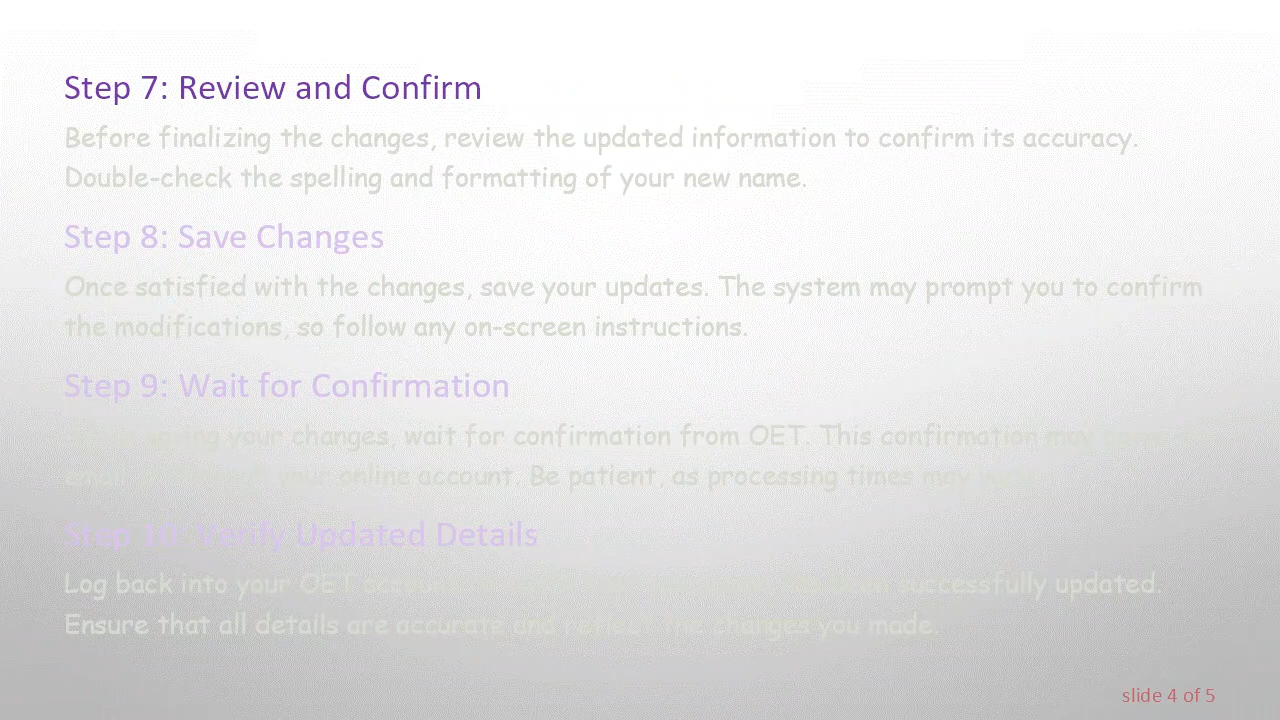 Step 7: Review and Confirm
Before finalizing the changes, review the updated information to confirm its accuracy.
Double-check the spelling and formatting of your new name.
Step 8: Save Changes
Once satisfied with the changes, save your updates. The system may prompt you to confirm
the modifications, so follow any on-screen instructions.
Step 9: Wait for Confirmation
your changes, wait for confirmation from OET. This confirmation may
your online account. Be patient, as processing times may
Step 10: Verify Updated Details
Log back into your OET successfully updated.
Ensure that all details are accurate and reflect the changes you made.
slide 4 of 5